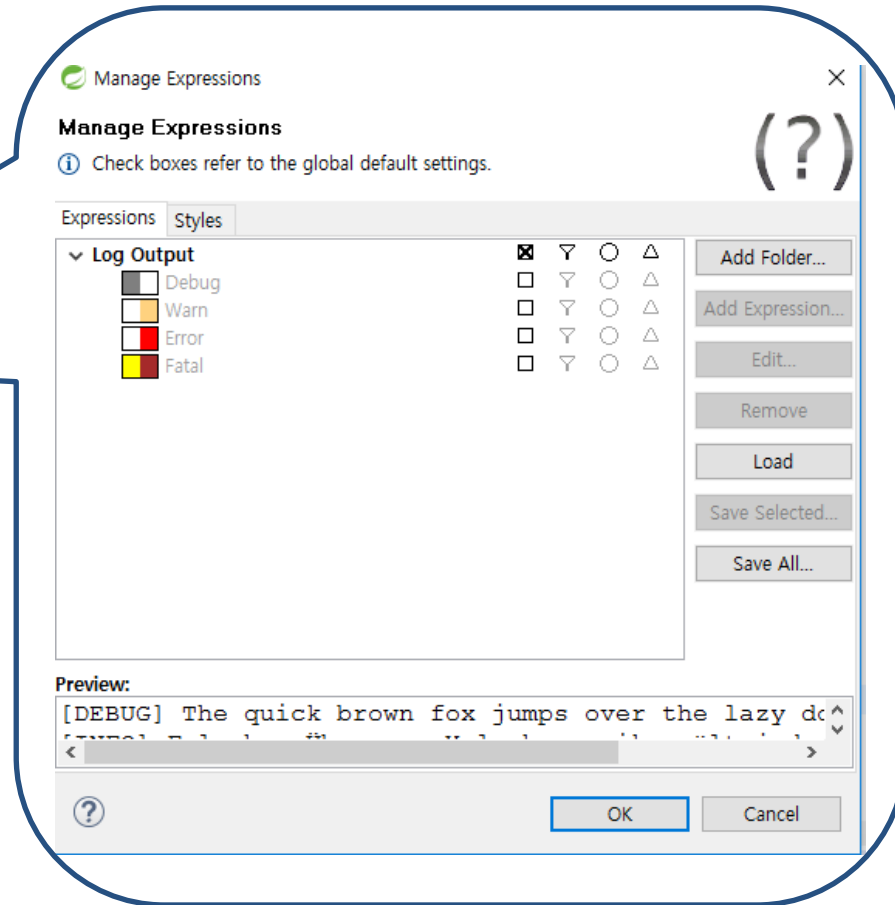 Manage Expressions
Manage Expressions
Check boxes refer to the global default settings.
(?)
Expressions Styles
Log Output
Debug
Warn
Error
Fatal
Add Folder...
Add Expression...
Edit...
Remove
Load
Save Selected...
Save All...
Preview:
[DEBUG] The quick brown fox jumps over the lazy
OK Cancel